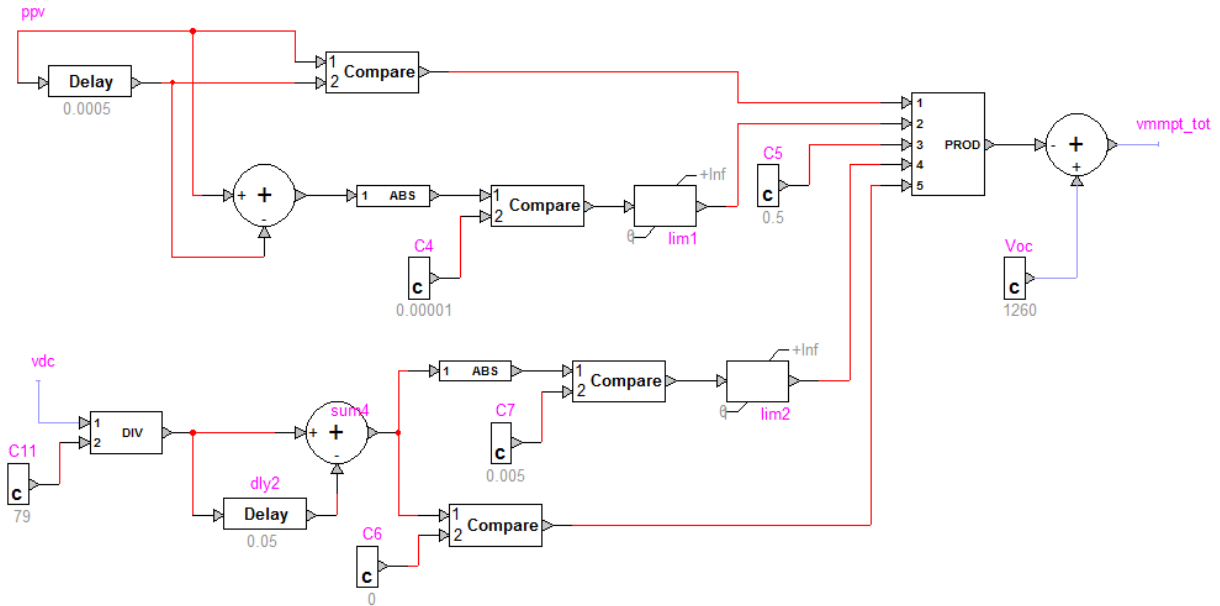 ppv
Delay
0.0005
1
2
Compare
+
-
+
1 ABS
1
2
Compare
C4
c
0.00001
+Inf
0
lim1
C5
c
0.5
1
2
3
4
5
PROD
-
+
+
vmmpt_tot
Voc
c
1260
vdc
1
2
DIV
C11
c
79
sum4
+
+
-
dly2
Delay
0.05
1 ABS
1
2
Compare
C7
c
0.005
+Inf
0
lim2
1
2
Compare
C6
c
0